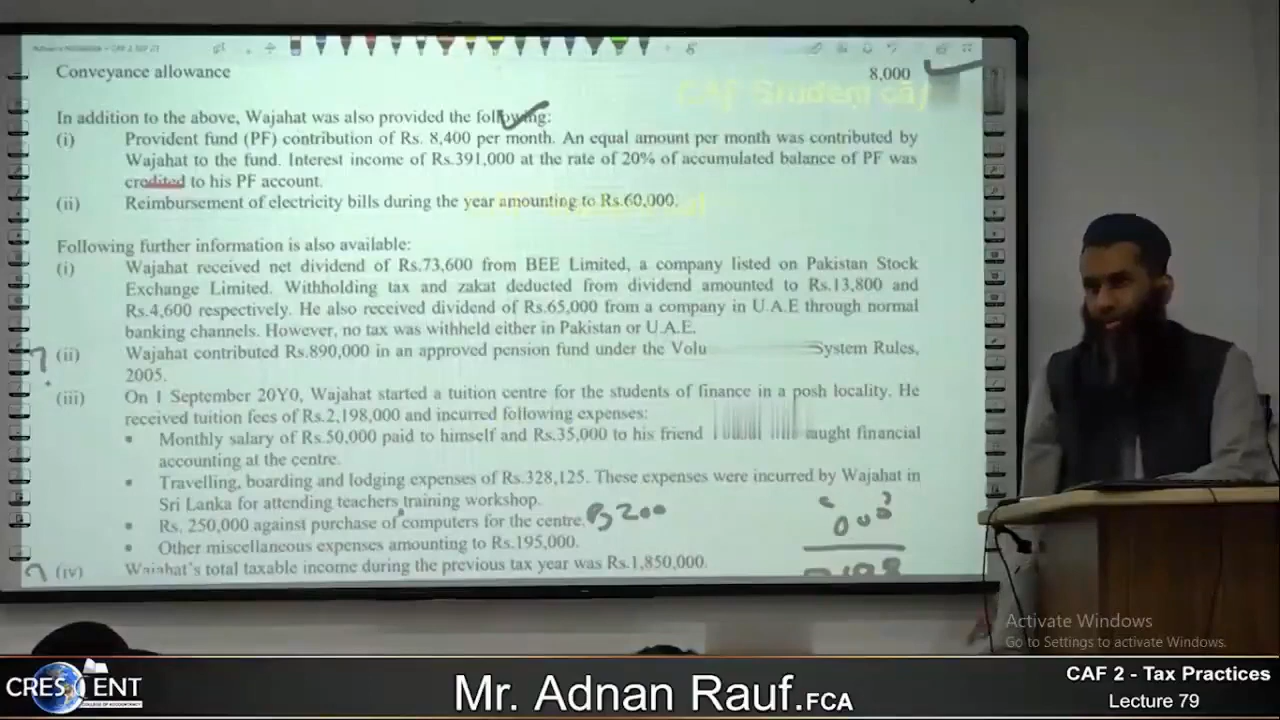 Conveyance allowance 8,000
CAF Student caf
In addition to the above, Wajahat was also provided the following:
(i) Provident fund (PF) contribution of Rs. 8,400 per month. An equal amount per month was contributed by
Wajahat to the fund. Interest income of Rs.391,000 at the rate of 20% of accumulated balance of PF was
credited to his PF account.
(ii) Reimbursement of electricity bills during the year amounting to Rs.60,000.
Following further information is also available:
(i) Wajahat received net dividend of Rs.73,600 from BEE Limited, a company listed on Pakistan Stock
Exchange Limited. Withholding tax and zakat deducted from dividend amounted to Rs.13,800 and
Rs.4,600 respectively. He also received dividend of Rs.65,000 from a company in U.A.E through normal
banking channels. However, no tax was withheld either in Pakistan or U.A.E.
(ii) Wajahat contributed Rs.890,000 in an approved pension fund under the Volu System Rules,
2005.
(iii) On 1 September 20Y0, Wajahat started a tuition centre for the students of finance in a posh locality. He
received tuition fees of Rs.2,198,000 and incurred following expenses:
▪ Monthly salary of Rs.50,000 paid to himself and Rs.35,000 to his friend aught financial
accounting at the centre.
▪ Travelling, boarding and lodging expenses of Rs.328,125. These expenses were incurred by Wajahat in
Sri Lanka for attending teachers training workshop.
▪ Rs. 250,000 against purchase of computers for the centre.
▪ Other miscellaneous expenses amounting to Rs.195,000.
(iv) Wajahat's total taxable income during the previous tax year was Rs.1,850,000.
Activate Windows
Go to Settings to activate Windows.
CRESCENT
COLLEGE OF ACCOUNTANCY
Mr. Adnan Rauf.FCA
CAF 2 - Tax Practices
Lecture 79